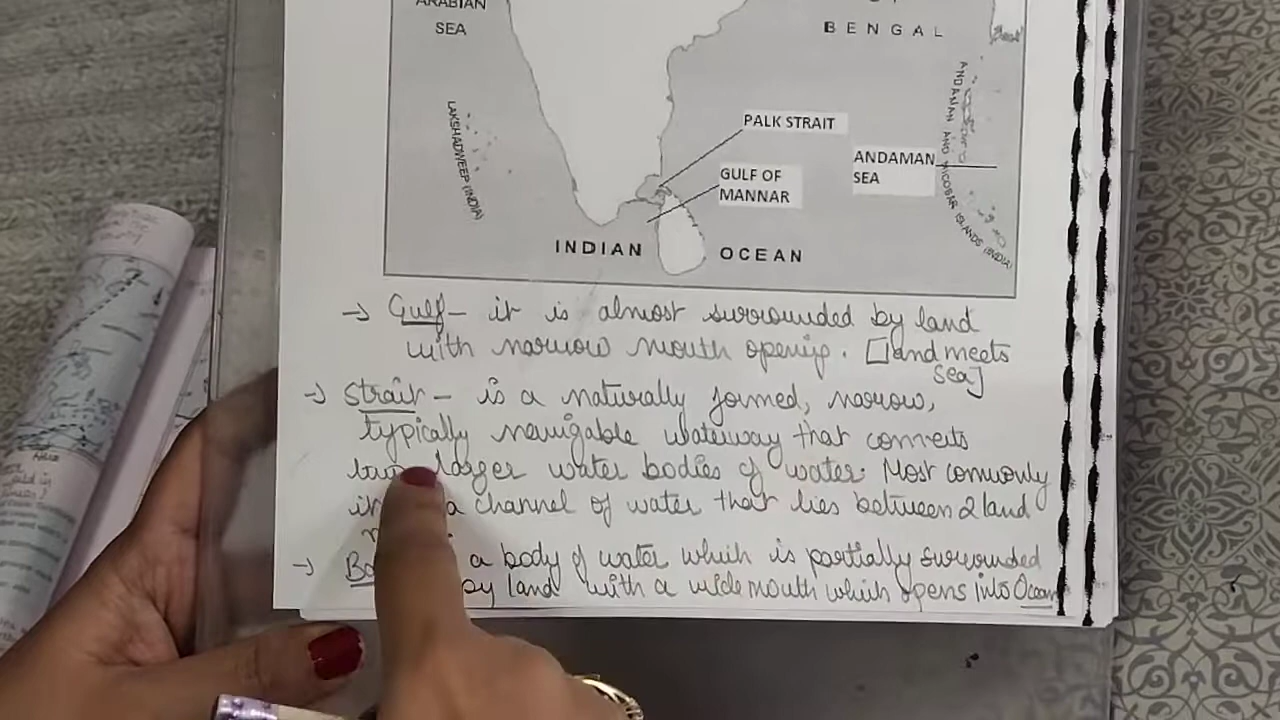 ARABIAN
SEA
BENGAL
LAKSHADWEEP (INDIA)
ANDAMAN AND NICOBAR ISLANDS (INDIA)
PALK STRAIT
ANDAMAN
SEA
GULF OF
MANNAR
INDIAN OCEAN
→ Gulf - it is almost surrounded by land
with narrow mouth opening. [land meets
sea]
→ Strait - is a naturally formed, narrow,
typically navigable waterway that connects
two larger water bodies of water. Most commonly
a channel of water that lies between 2 land
→ a body of water which is partially surrounded
by land with a wide mouth which opens into Ocean